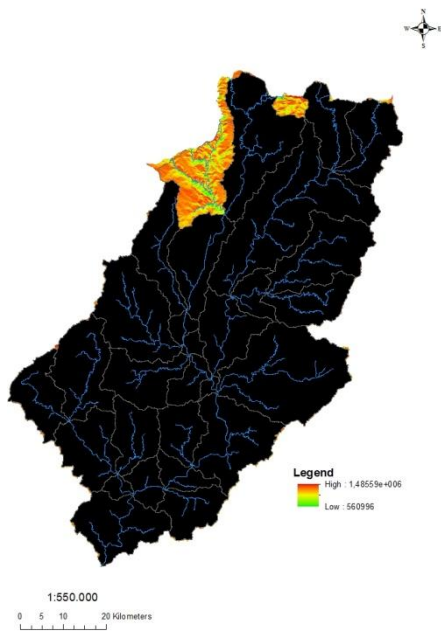 N
W E
S
Legend
High : 1,48559e+006
Low : 560996
1:550.000
0 5 10 20 Kilometers